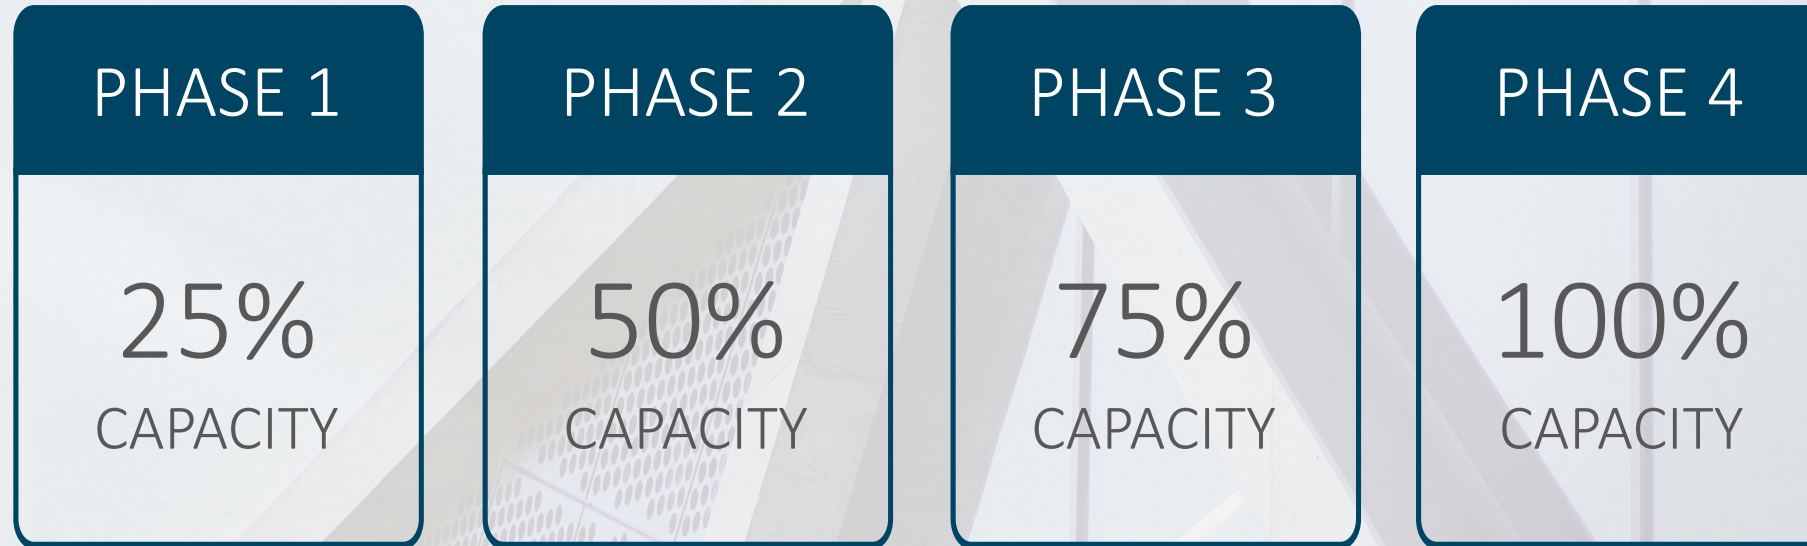 PHASE 1
25%
CAPACITY
PHASE 2
50%
CAPACITY
PHASE 3
75%
CAPACITY
PHASE 4
100%
CAPACITY